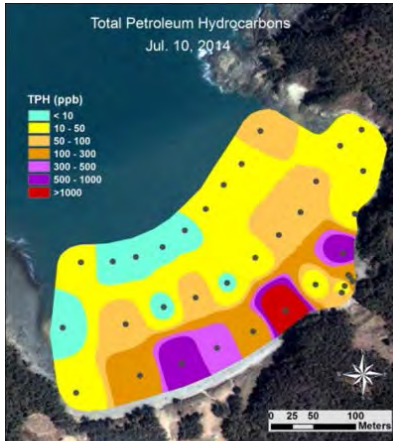 Total Petroleum Hydrocarbons
Jul. 10, 2014
TPH (ppb)
< 10
10 - 50
50 - 100
100 - 300
300 - 500
500 - 1000
>1000
0 25 50 100
Meters